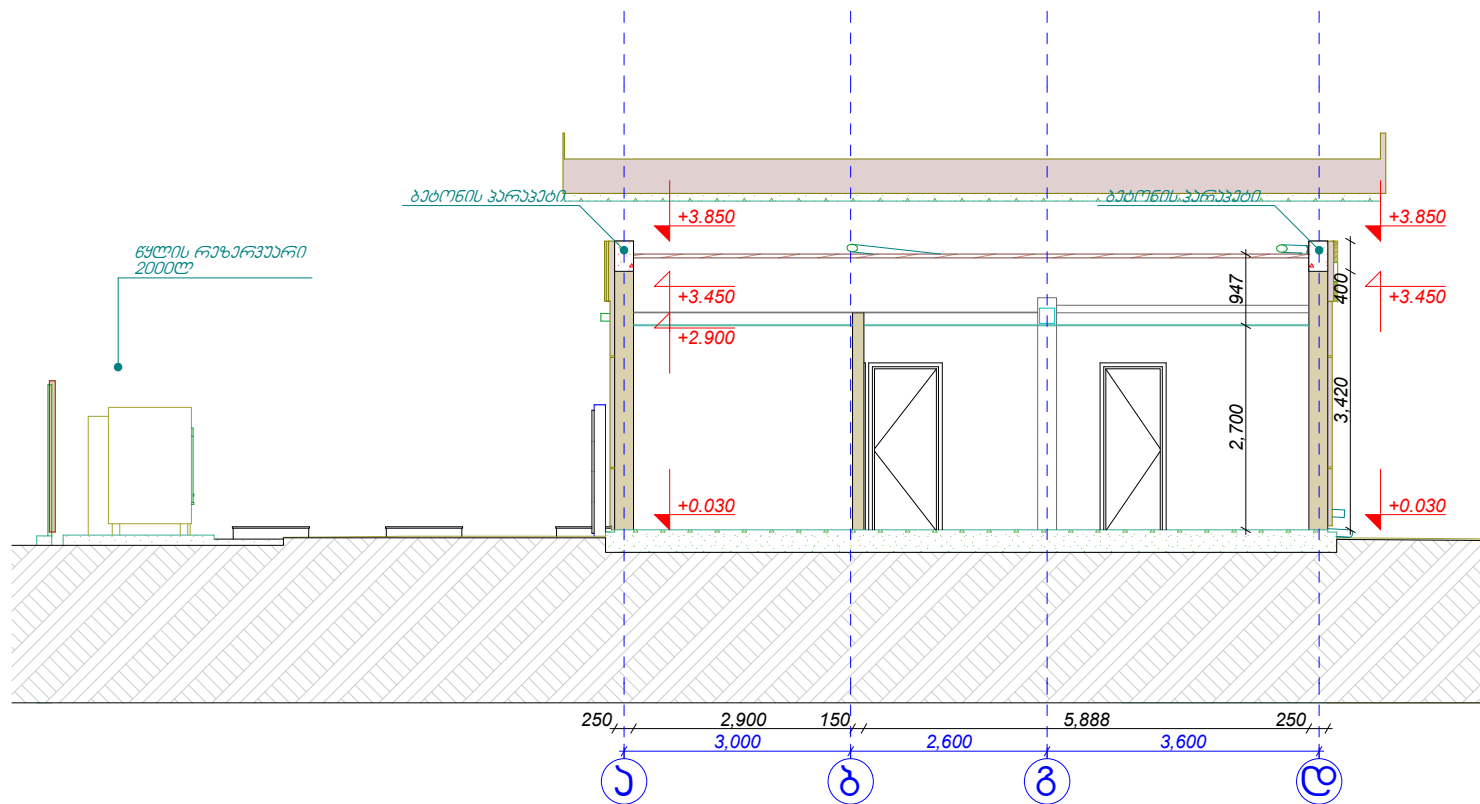 ბეტონის პარაპეტი
ბეტონის პარაპეტი
+3.850
+3.850
წყლის რეზერვუარი
2000ლ
+3.450
947
400
+3.450
+2.900
2,700
3,420
+0.030
+0.030
250
2,900
150
5,888
250
3,000
2,600
3,600
ა
ბ
გ
დ